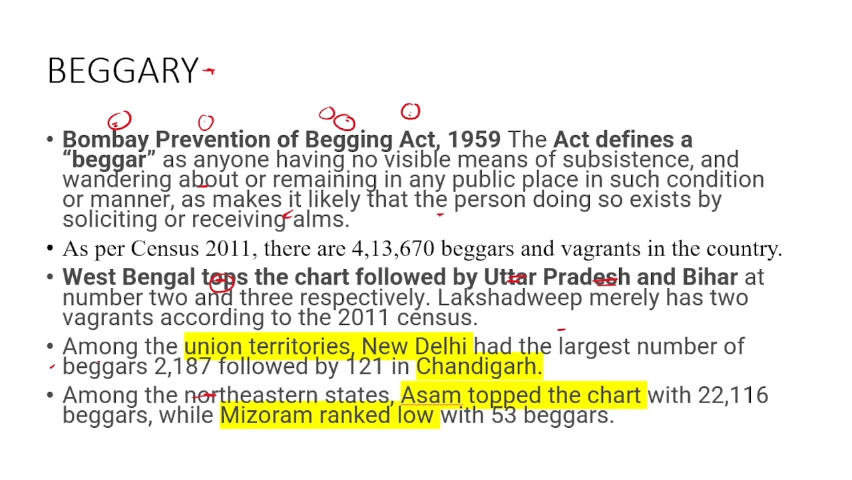 BEGGARY
• Bombay Prevention of Begging Act, 1959 The Act defines a
“beggar” as anyone having no visible means of subsistence, and
wandering about or remaining in any public place in such condition
or manner, as makes it likely that the person doing so exists by
soliciting or receiving alms.
• As per Census 2011, there are 4,13,670 beggars and vagrants in the country.
• West Bengal tops the chart followed by Uttar Pradesh and Bihar at
number two and three respectively. Lakshadweep merely has two
vagrants according to the 2011 census.
• Among the union territories, New Delhi had the largest number of
beggars 2,187 followed by 121 in Chandigarh.
• Among the northeastern states, Asam topped the chart with 22,116
beggars, while Mizoram ranked low with 53 beggars.